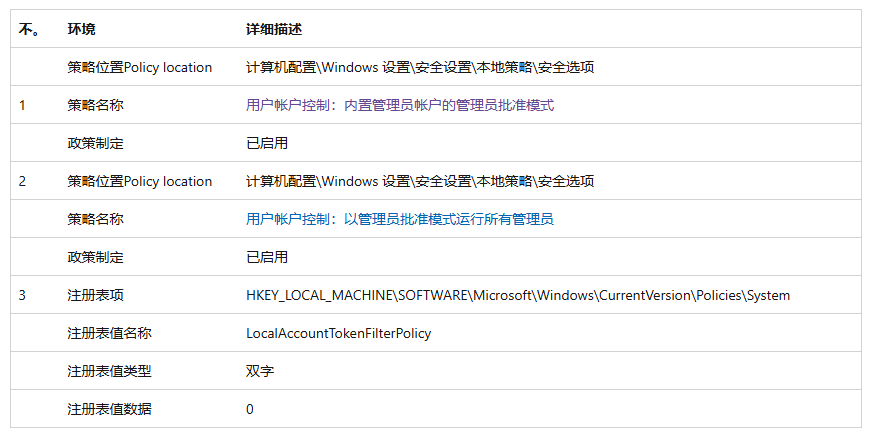 不。 环境 详细描述
策略位置Policy location 计算机配置\Windows 设置\安全设置\本地策略\安全选项
1 策略名称 用户帐户控制：内置管理员帐户的管理员批准模式
政策制定 已启用
2 策略位置Policy location 计算机配置\Windows 设置\安全设置\本地策略\安全选项
策略名称 用户帐户控制：以管理员批准模式运行所有管理员
政策制定 已启用
3 注册表项 HKEY_LOCAL_MACHINE\SOFTWARE\Microsoft\Windows\CurrentVersion\Policies\System
注册表值名称 LocalAccountTokenFilterPolicy
注册表值类型 双字
注册表值数据 0